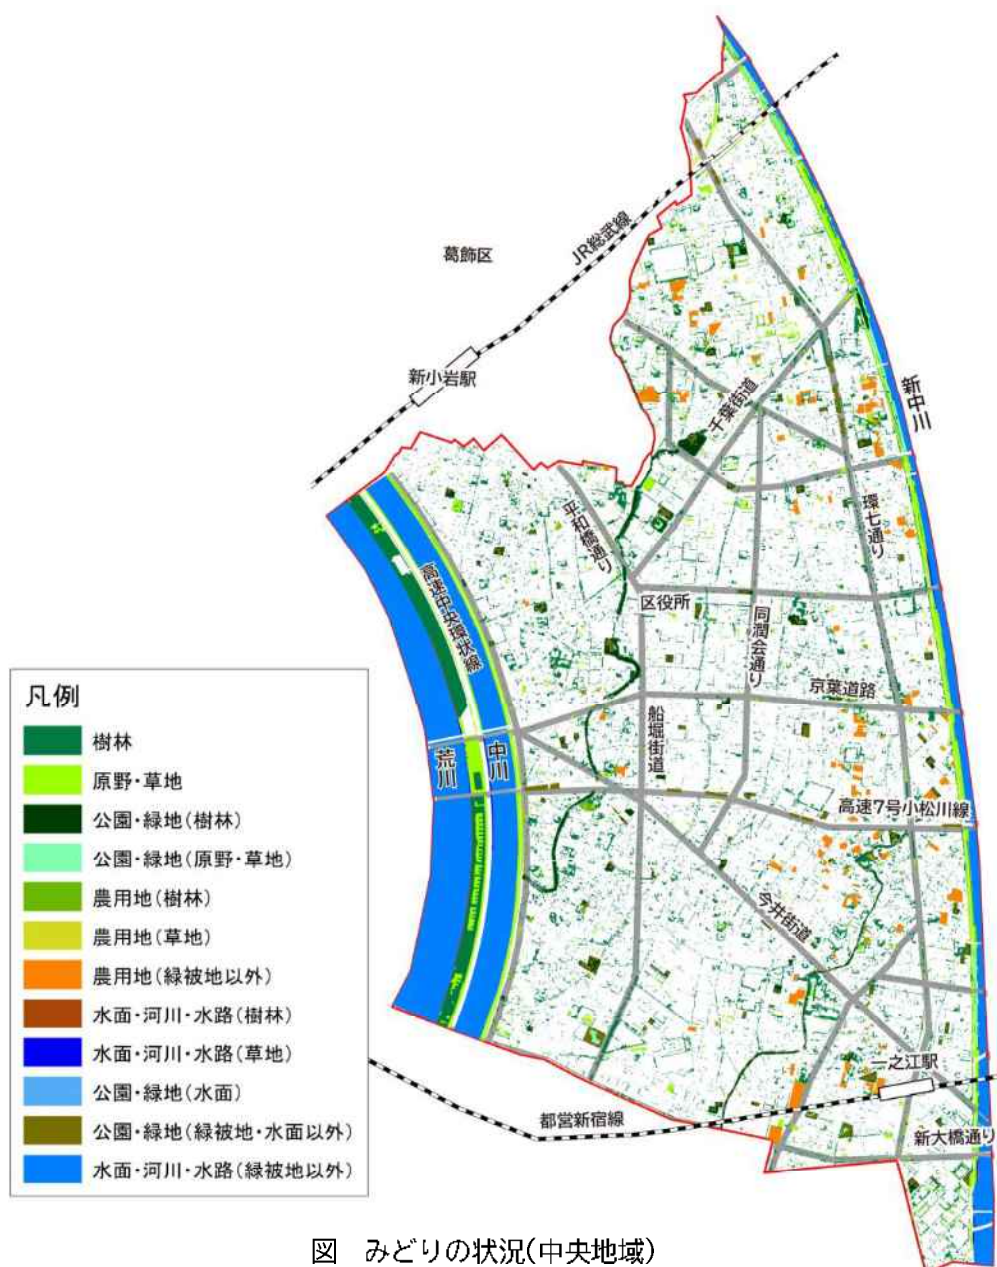 葛飾区
JR総武線
新小岩駅
千葉街道
新中川
平和橋通り
環七通り
高速中央環状線
区役所
同潤会通り
京葉道路
船堀街道
荒川
中川
高速7号小松川線
今井街道
一之江駅
都営新宿線
新大橋通り
凡例
樹林
原野・草地
公園・緑地(樹林)
公園・緑地(原野・草地)
農用地(樹林)
農用地(草地)
農用地(緑被地以外)
水面・河川・水路(樹林)
水面・河川・水路(草地)
公園・緑地(水面)
公園・緑地(緑被地・水面以外)
水面・河川・水路(緑被地以外)
図 みどりの状況(中央地域)